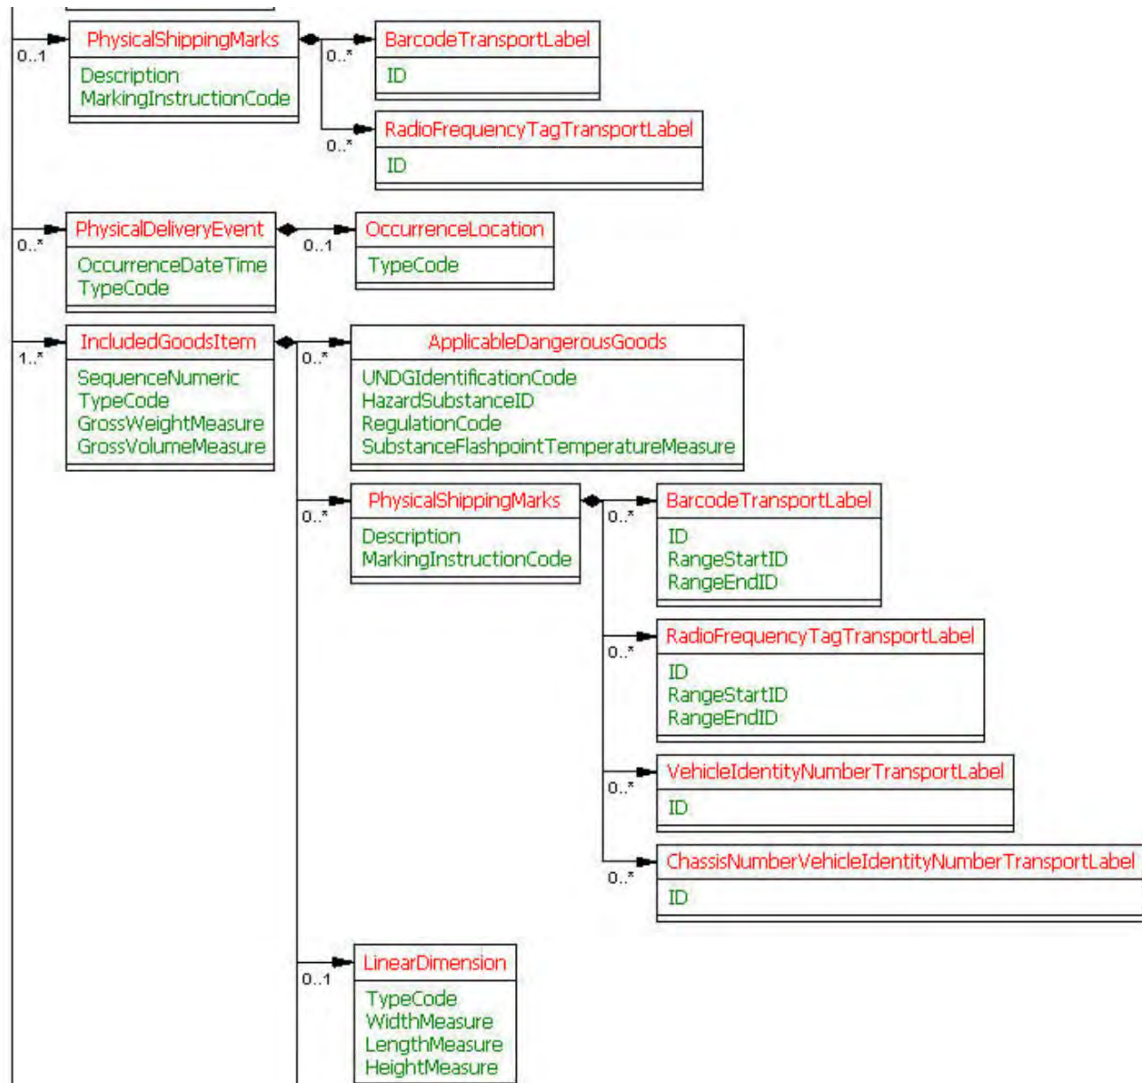 PhysicalShippingMarks
0..1
Description
MarkingInstructionCode
BarcodeTransportLabel
0..*
ID
RadioFrequencyTagTransportLabel
0..*
ID
PhysicalDeliveryEvent
0..*
OccurrenceDateTime
TypeCode
OccurrenceLocation
0..1
TypeCode
IncludedGoodsItem
1..*
SequenceNumeric
TypeCode
GrossWeightMeasure
GrossVolumeMeasure
ApplicableDangerousGoods
0..*
UNDGIdentificationCode
HazardSubstanceID
RegulationCode
SubstanceFlashpointTemperatureMeasure
PhysicalShippingMarks
0..*
Description
MarkingInstructionCode
BarcodeTransportLabel
0..*
ID
RangeStartID
RangeEndID
RadioFrequencyTagTransportLabel
0..*
ID
RangeStartID
RangeEndID
VehicleIdentityNumberTransportLabel
0..*
ID
ChassisNumberVehicleIdentityNumberTransportLabel
0..*
ID
LinearDimension
0..1
TypeCode
WidthMeasure
LengthMeasure
HeightMeasure